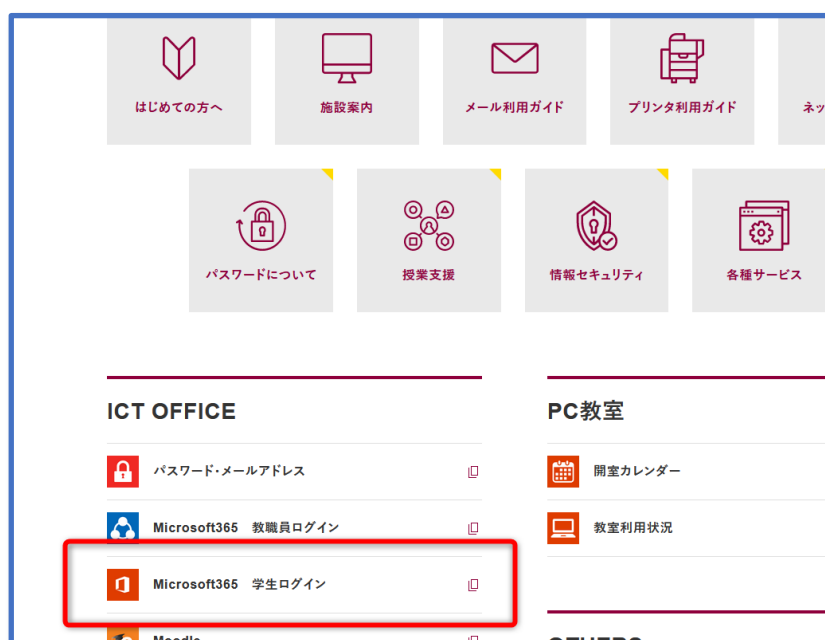 はじめての方へ
施設案内
メール利用ガイド
プリンタ利用ガイド
ネッ
パスワードについて
授業支援
情報セキュリティ
各種サービス
ICT OFFICE
パスワード・メールアドレス
Microsoft365 教職員ログイン
Microsoft365 学生ログイン
Moodle
PC教室
開室カレンダー
教室利用状況
OTHERS